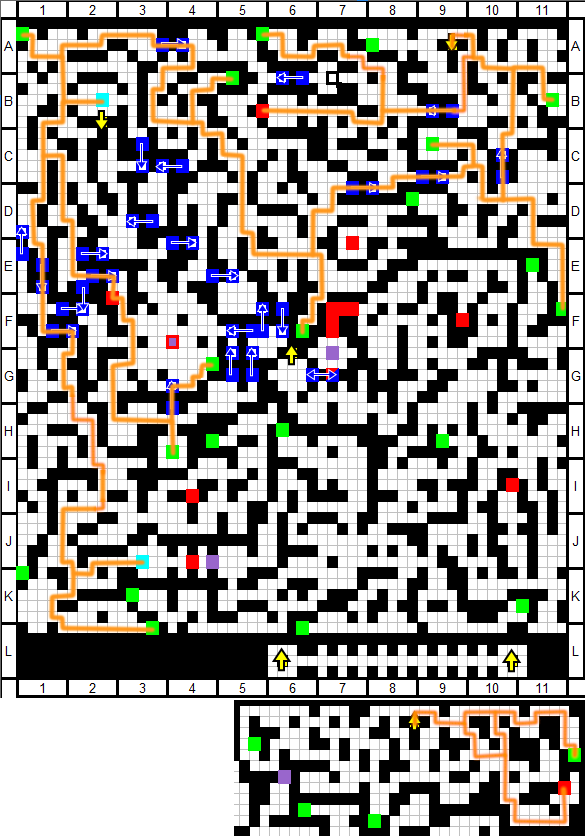 1 2 3 4 5 6 7 8 9 10 11
A A
B B
C C
D D
E E
F F
G G
H H
I I
J J
K K
L L
1 2 3 4 5 6 7 8 9 10 11